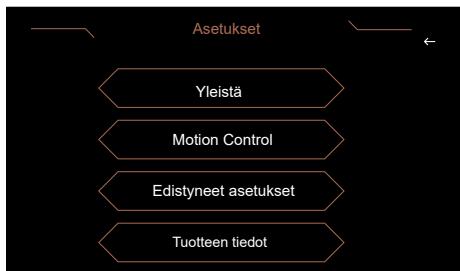 Asetukset
Yleistä
Motion Control
Edistyneet asetukset
Tuotteen tiedot